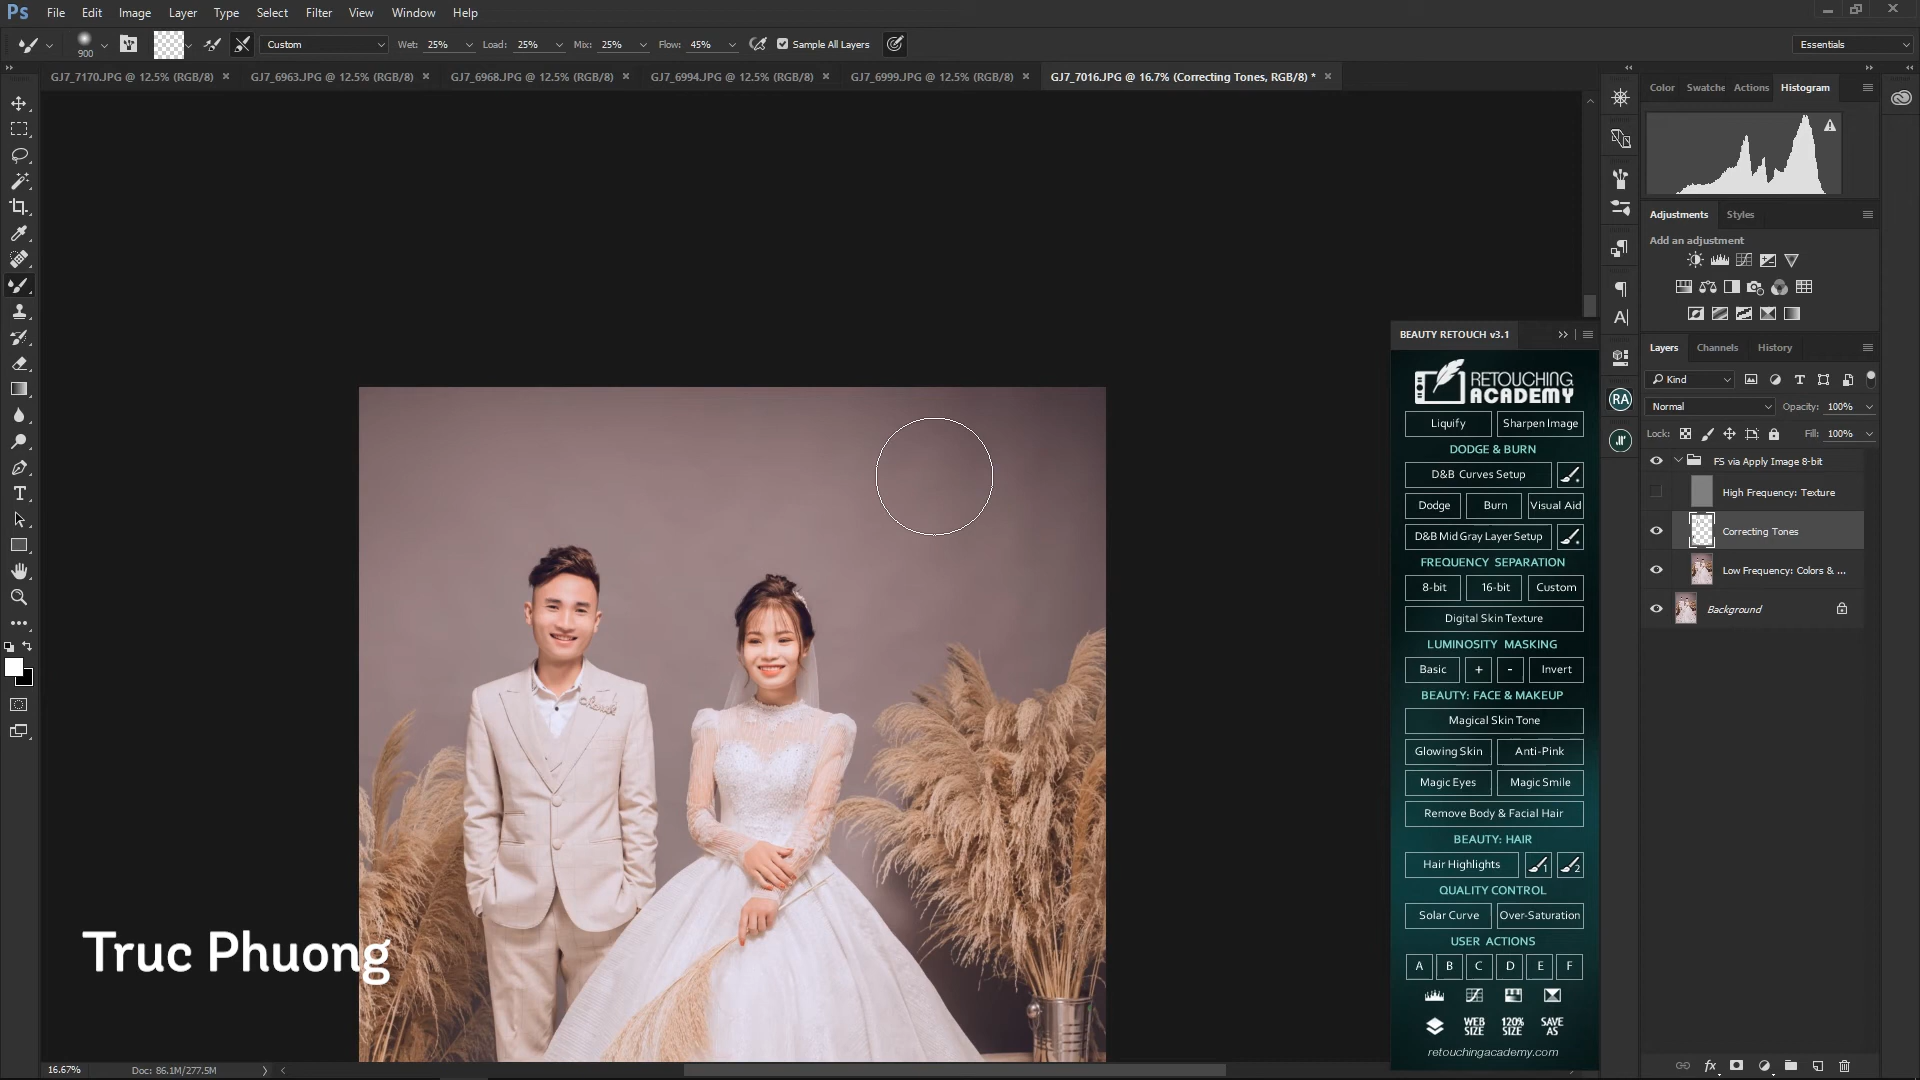 Ps File Edit Image Layer Type Select Filter View Window Help
900 Custom Wet: 25% Load: 25% Mix: 25% Flow: 45% Sample All Layers Essentials
GJ7_7170.JPG @ 12.5% (RGB/8) × GJ7_6963.JPG @ 12.5% (RGB/8) × GJ7_6968.JPG @ 12.5% (RGB/8) × GJ7_6994.JPG @ 12.5% (RGB/8) × GJ7_6999.JPG @ 12.5% (RGB/8) × GJ7_7016.JPG @ 16.7% (Correcting Tones, RGB/8) * ×
Color Swatche Actions Histogram
Adjustments Styles
Add an adjustment
Layers Channels History
Kind
Normal Opacity: 100%
Lock: Fill: 100%
FS via Apply Image 8-bit
High Frequency: Texture
Correcting Tones
Low Frequency: Colors & ...
Background
RA
BEAUTY RETOUCH v3.1
RETOUCHING
ACADEMY
Liquify Sharpen Image
DODGE & BURN
D&B Curves Setup
Dodge Burn Visual Aid
D&B Mid Gray Layer Setup
FREQUENCY SEPARATION
8-bit 16-bit Custom
Digital Skin Texture
LUMINOSITY MASKING
Basic + - Invert
BEAUTY: FACE & MAKEUP
Magical Skin Tone
Glowing Skin Anti-Pink
Magic Eyes Magic Smile
Remove Body & Facial Hair
BEAUTY: HAIR
Hair Highlights 1 2
QUALITY CONTROL
Solar Curve Over-Saturation
USER ACTIONS
A B C D E F
WEB SIZE 120% SIZE SAVE AS
retouchingacademy.com
Truc Phuong
16.67% Doc: 86.1M/277.5M
fx